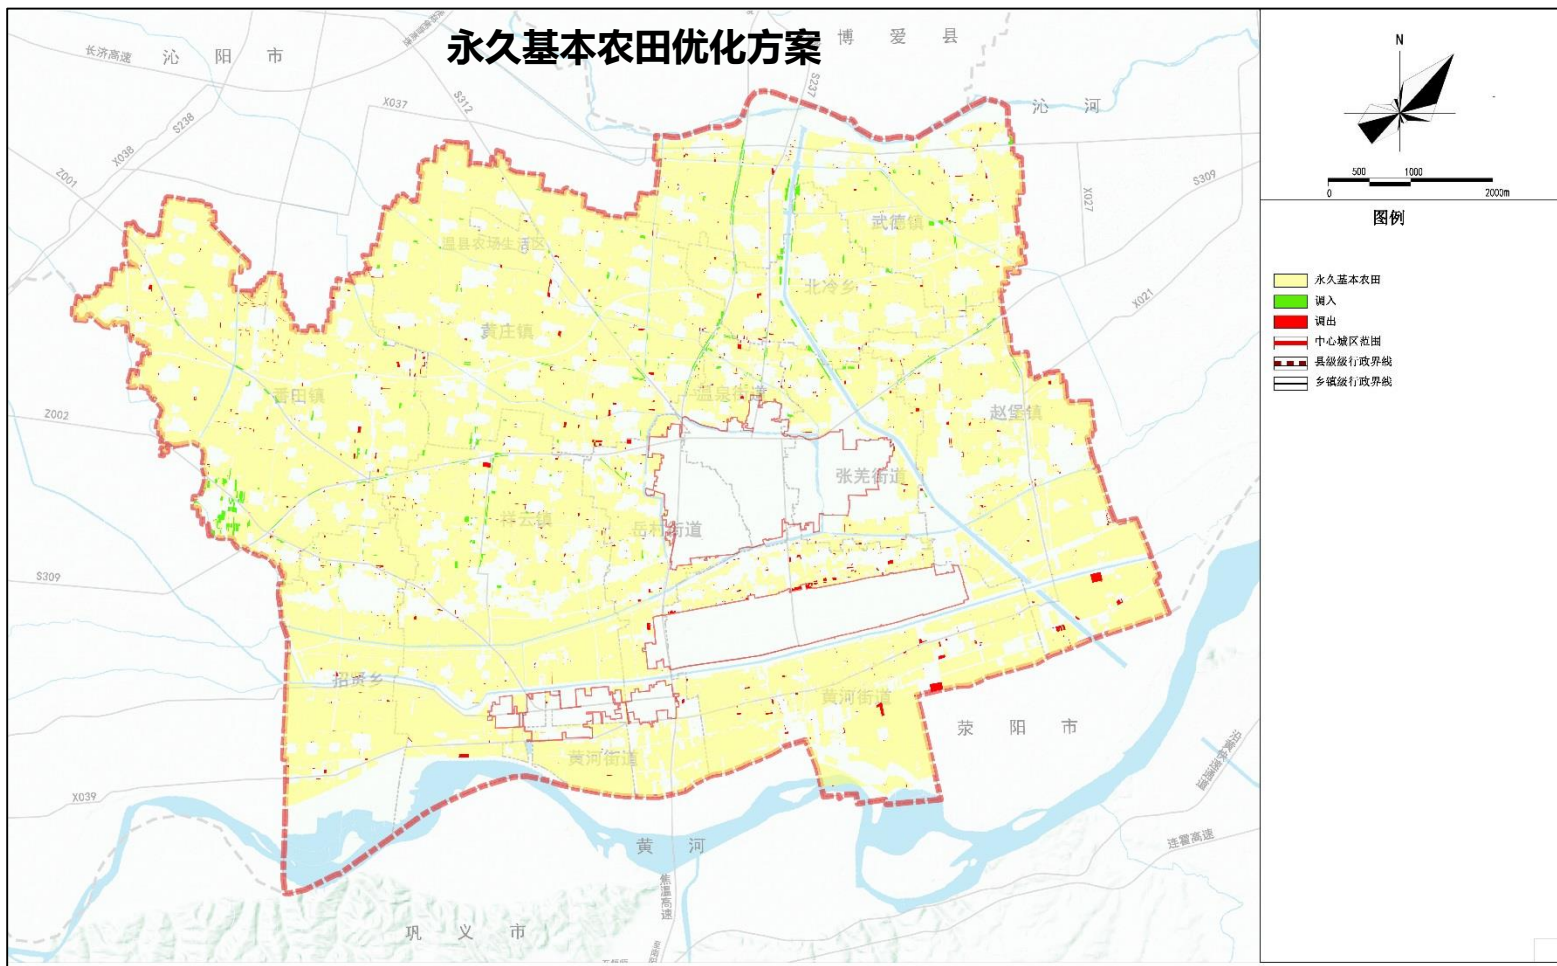 永久基本农田优化方案
博爱县
沁阳市
长济高速
S237
S312
X037
沁河
S238
X038
Z001
X027
S309
武德镇
温县农场生活区
北冷乡
X021
黄庄镇
番田镇
温泉街道
赵堡镇
Z002
张羌街道
祥云镇
岳村街道
S309
招贤乡
黄河街道
荥阳市
黄河街道
X039
黄河
连霍高速
焦温高速
巩义市
N
500 1000
0 2000m
图例
永久基本农田
调入
调出
中心城区范围
县级级行政界线
乡镇级行政界线